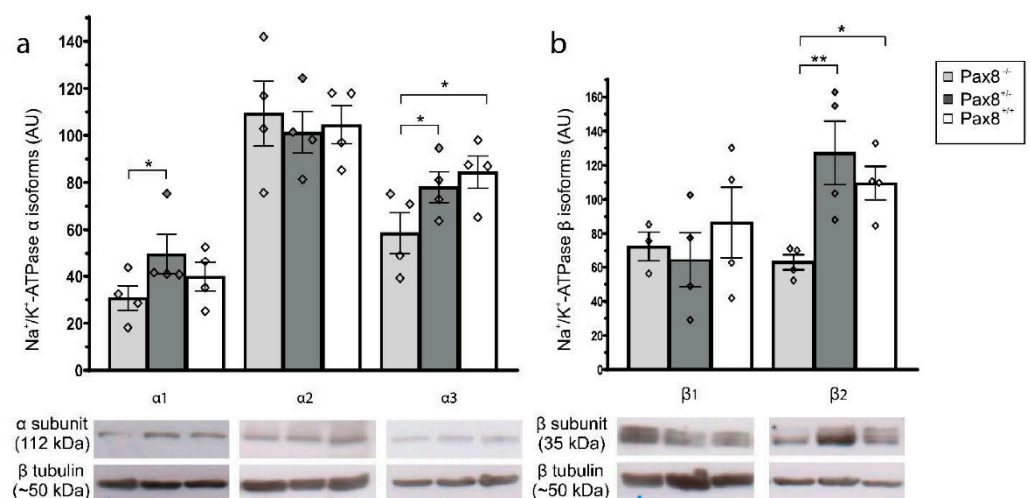 a
Na⁺/K⁺-ATPase α isoforms (AU)
140
120
100
80
60
40
20
0
*
*
*
α1
α2
α3
α subunit
(112 kDa)
β tubulin
(~50 kDa)
b
Na⁺/K⁺-ATPase β isoforms (AU)
160
140
120
100
80
60
40
20
0
*
**
β1
β2
β subunit
(35 kDa)
β tubulin
(~50 kDa)
Pax8⁻/⁻
Pax8⁺/⁻
Pax8⁺/⁺